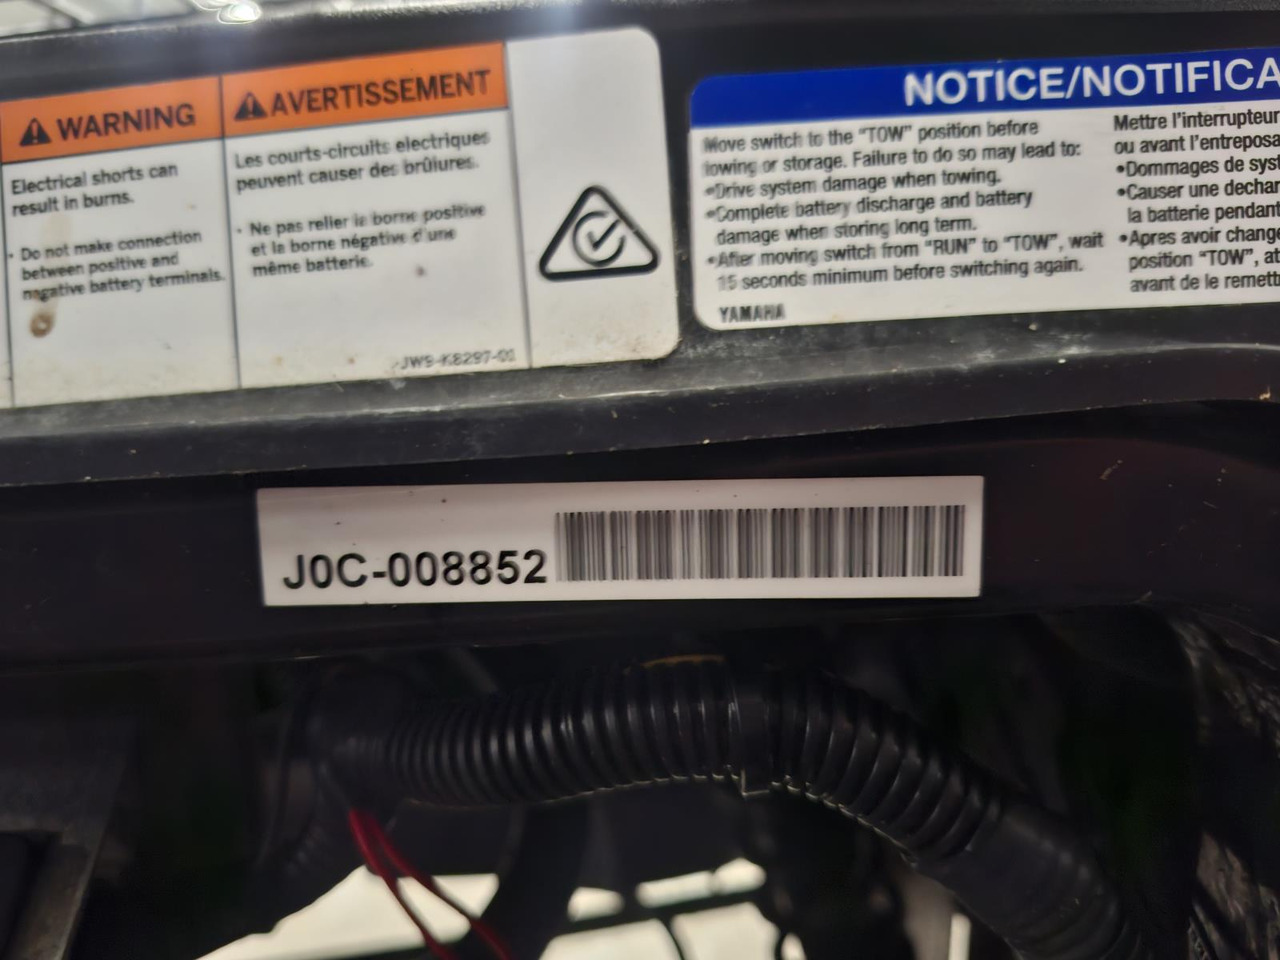 WARNING
Electrical shorts can
result in burns.
• Do not make connection
between positive and
negative battery terminals.
AVERTISSEMENT
Les courts-circuits electriques
peuvent causer des brûlures.
• Ne pas relier le borne positive
et la borne négative d'une
même batterie.
JW9-K8297-01
NOTICE/NOTIFICA
Move switch to the "TOW" position before
towing or storage. Failure to do so may lead to:
•Drive system damage when towing.
•Complete battery discharge and battery
damage when storing long term.
•After moving switch from "RUN" to "TOW", wait
15 seconds minimum before switching again.
YAMAHA
Mettre l'interrupteur
ou avant l'entreposa
•Dommages de syst
•Causer une dechar
la batterie pendant
•Apres avoir change
position "TOW", at
avant de le remett
J0C-008852